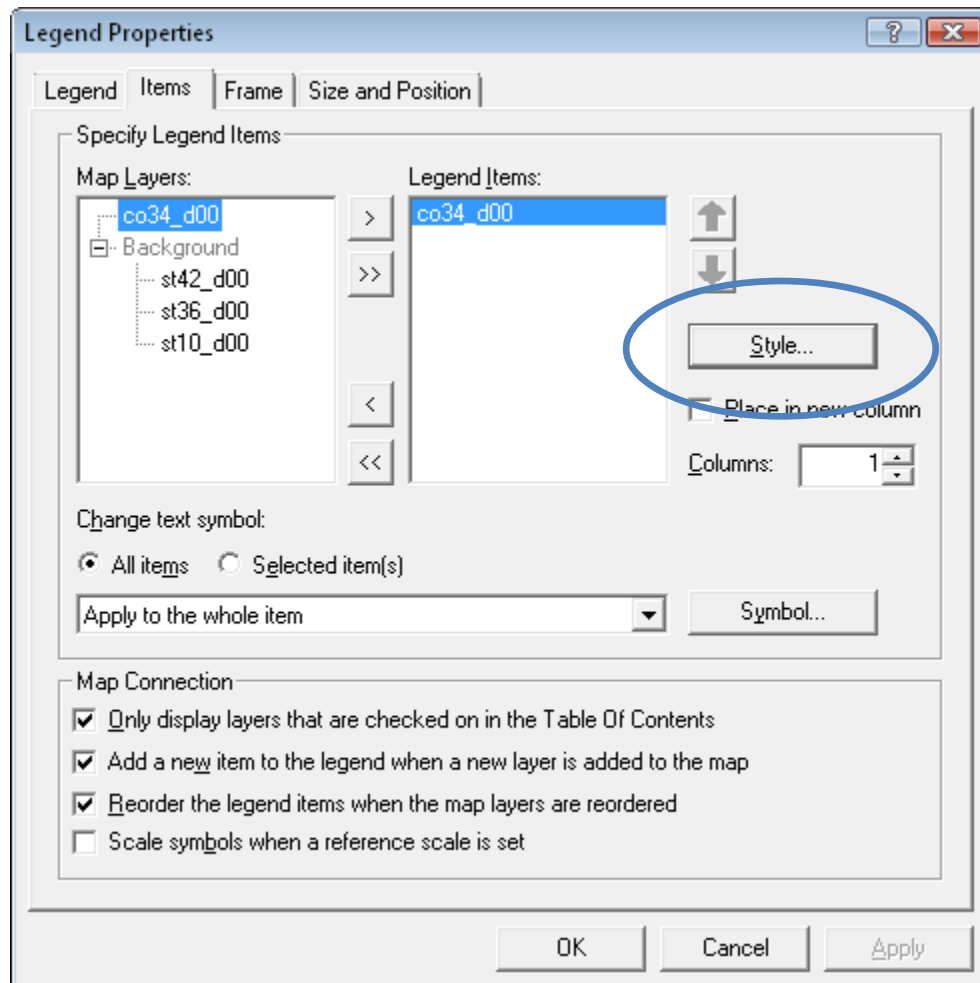 Legend Properties
Legend Items Frame Size and Position
Specify Legend Items
Map Layers:
co34_d00
Background
st42_d00
st36_d00
st10_d00
>
>>
<
<<
Legend Items:
co34_d00
Style...
Place in new column
Columns: 1
Change text symbol:
All items Selected item(s)
Apply to the whole item
Symbol...
Map Connection
Only display layers that are checked on in the Table Of Contents
Add a new item to the legend when a new layer is added to the map
Reorder the legend items when the map layers are reordered
Scale symbols when a reference scale is set
OK Cancel Apply